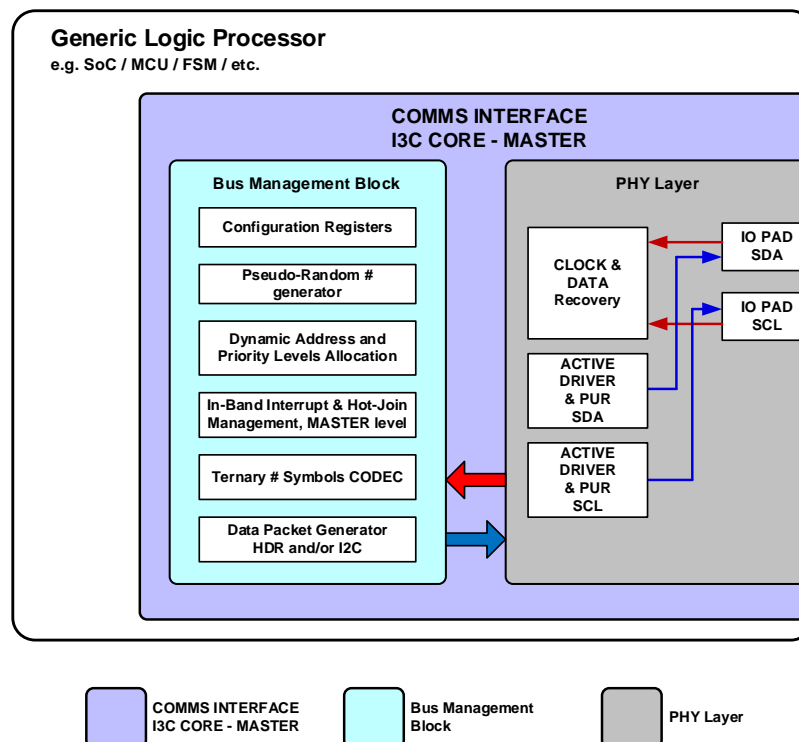 Generic Logic Processor
e.g. SoC / MCU / FSM / etc.
COMMS INTERFACE
I3C CORE - MASTER
Bus Management Block
Configuration Registers
Pseudo-Random #
generator
Dynamic Address and
Priority Levels Allocation
In-Band Interrupt & Hot-Join
Management, MASTER level
Ternary # Symbols CODEC
Data Packet Generator
HDR and/or I2C
PHY Layer
CLOCK &
DATA
Recovery
ACTIVE
DRIVER
& PUR
SDA
ACTIVE
DRIVER
& PUR
SCL
IO PAD
SDA
IO PAD
SCL
COMMS INTERFACE
I3C CORE - MASTER
Bus Management
Block
PHY Layer